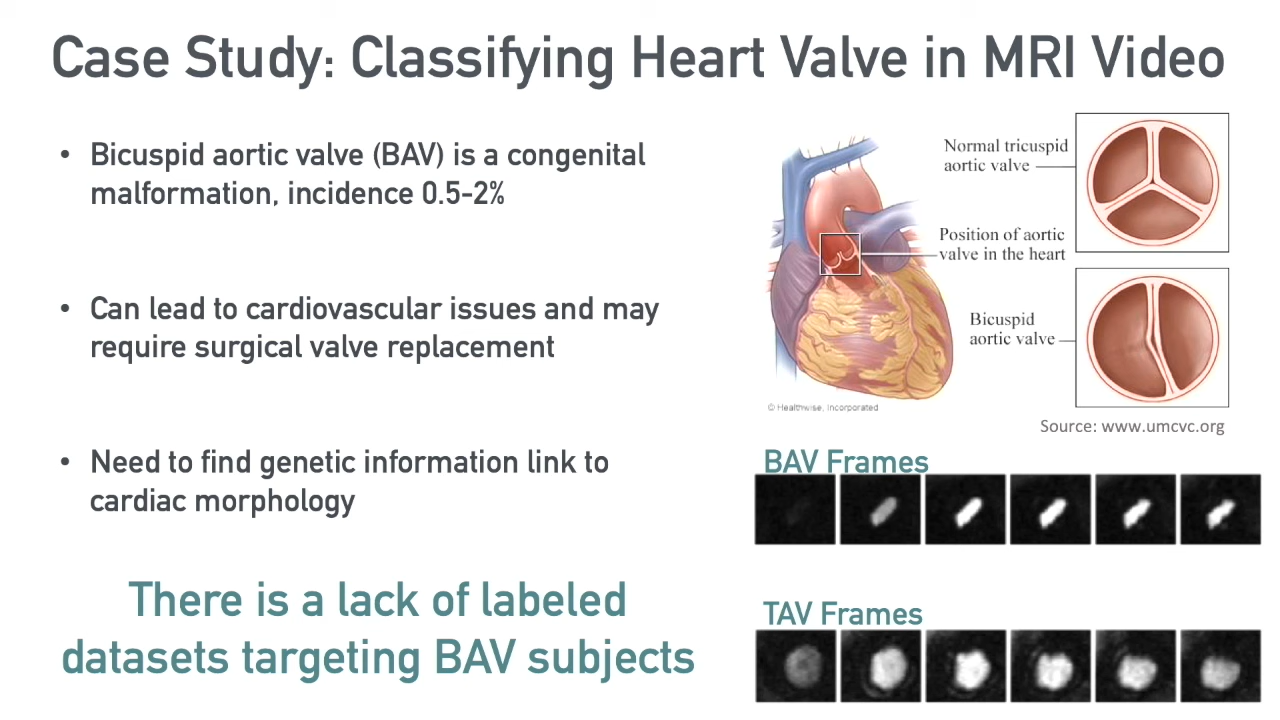 Case Study: Classifying Heart Valve in MRI Video
• Bicuspid aortic valve (BAV) is a congenital
malformation, incidence 0.5-2%
• Can lead to cardiovascular issues and may
require surgical valve replacement
• Need to find genetic information link to
cardiac morphology
There is a lack of labeled
datasets targeting BAV subjects
Normal tricuspid
aortic valve
Position of aortic
valve in the heart
Bicuspid
aortic valve
© Healthwise, Incorporated
Source: www.umcvc.org
BAV Frames
TAV Frames